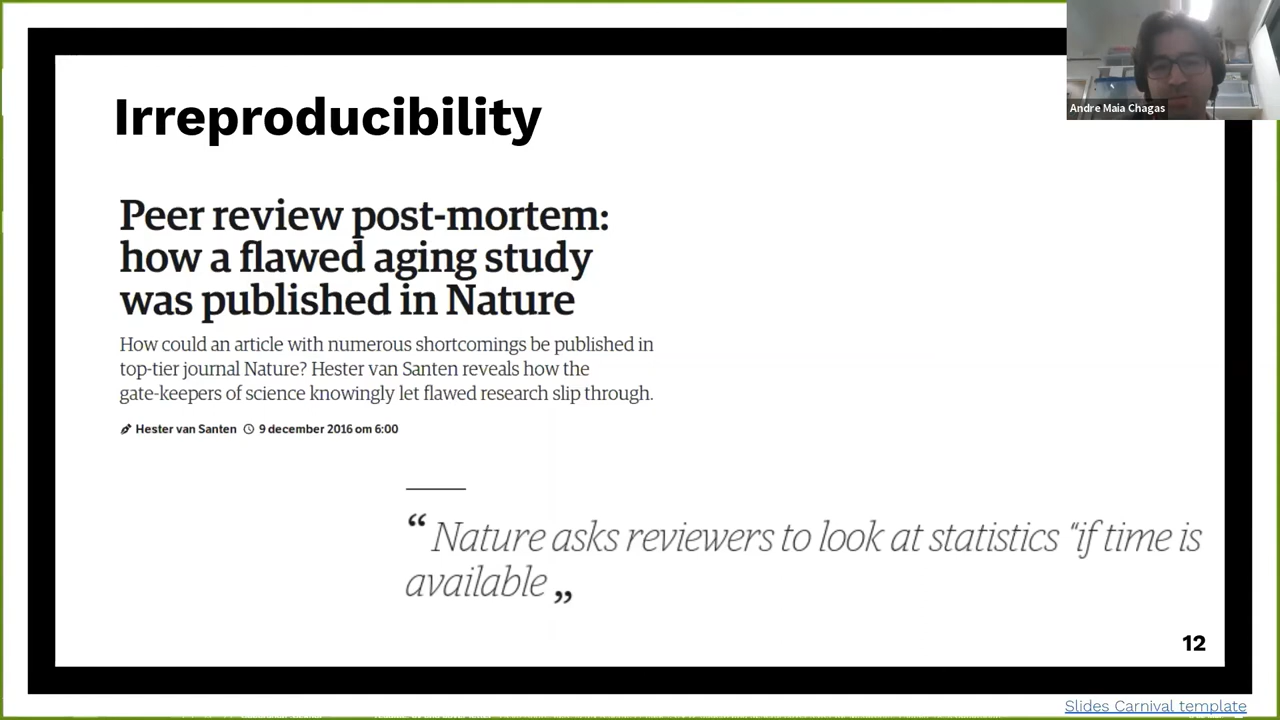 Andre Maia Chagas
Irreproducibility
Peer review post-mortem:
how a flawed aging study
was published in Nature
How could an article with numerous shortcomings be published in
top-tier journal Nature? Hester van Santen reveals how the
gate-keepers of science knowingly let flawed research slip through.
Hester van Santen 9 december 2016 om 6:00
“ Nature asks reviewers to look at statistics “if time is
available „
12
Slides Carnival template